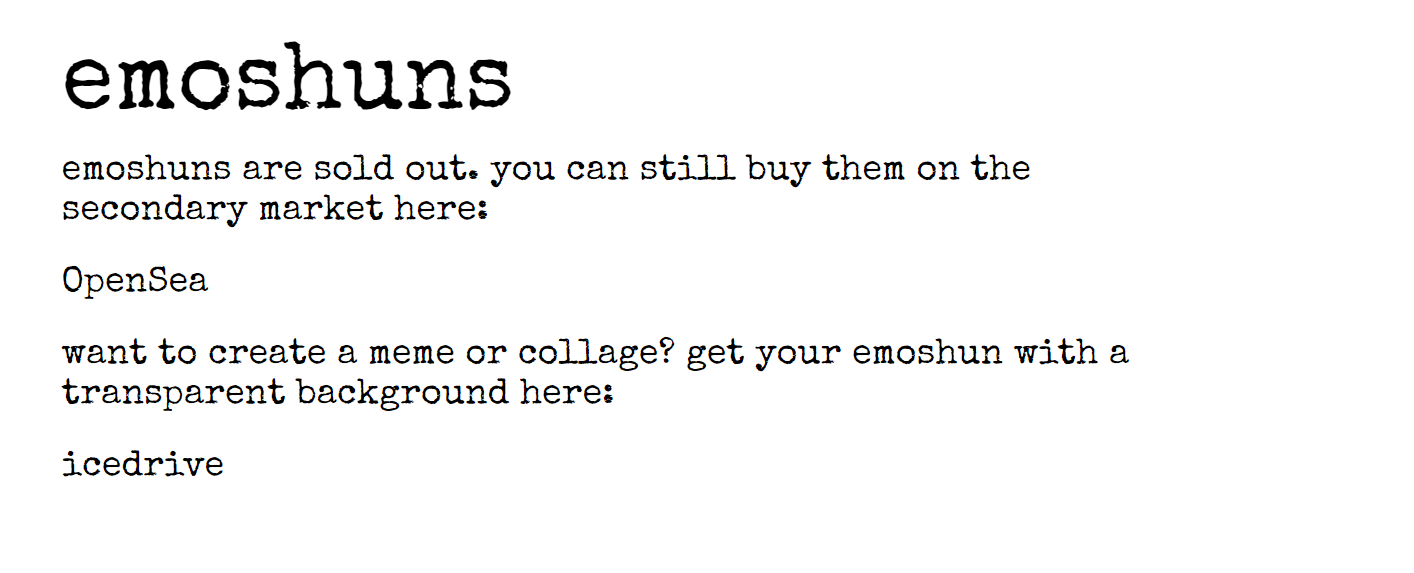 emoshuns
emoshuns are sold out. you can still buy them on the
secondary market here:
OpenSea
want to create a meme or collage? get your emoshun with a
transparent background here:
icedrive